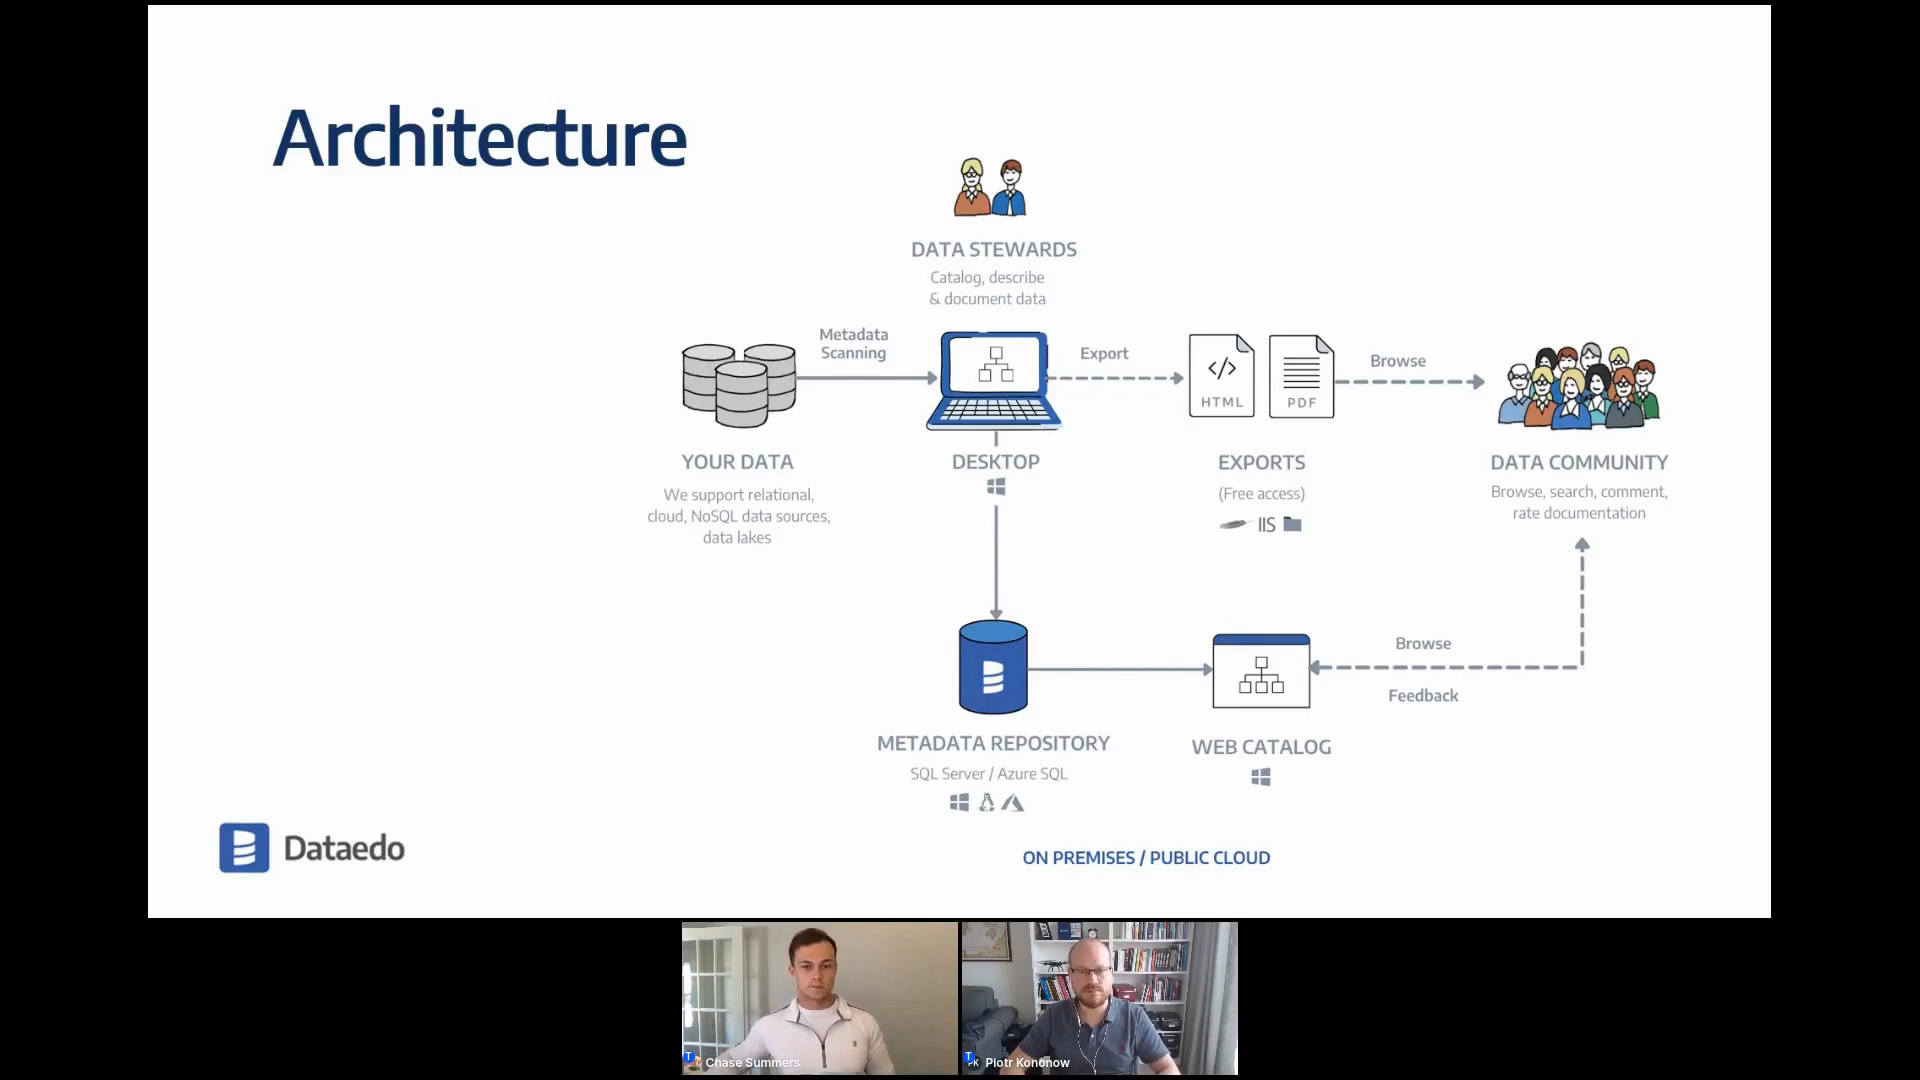 Architecture
DATA STEWARDS
Catalog, describe
& document data
Metadata
Scanning
Export
HTML
PDF
Browse
YOUR DATA
We support relational,
cloud, NoSQL data sources,
data lakes
DESKTOP
EXPORTS
(Free access)
IIS
DATA COMMUNITY
Browse, search, comment,
rate documentation
Browse
Feedback
METADATA REPOSITORY
SQL Server / Azure SQL
WEB CATALOG
Dataedo
ON PREMISES / PUBLIC CLOUD
T Chase Summers
T PK Piotr Kononow